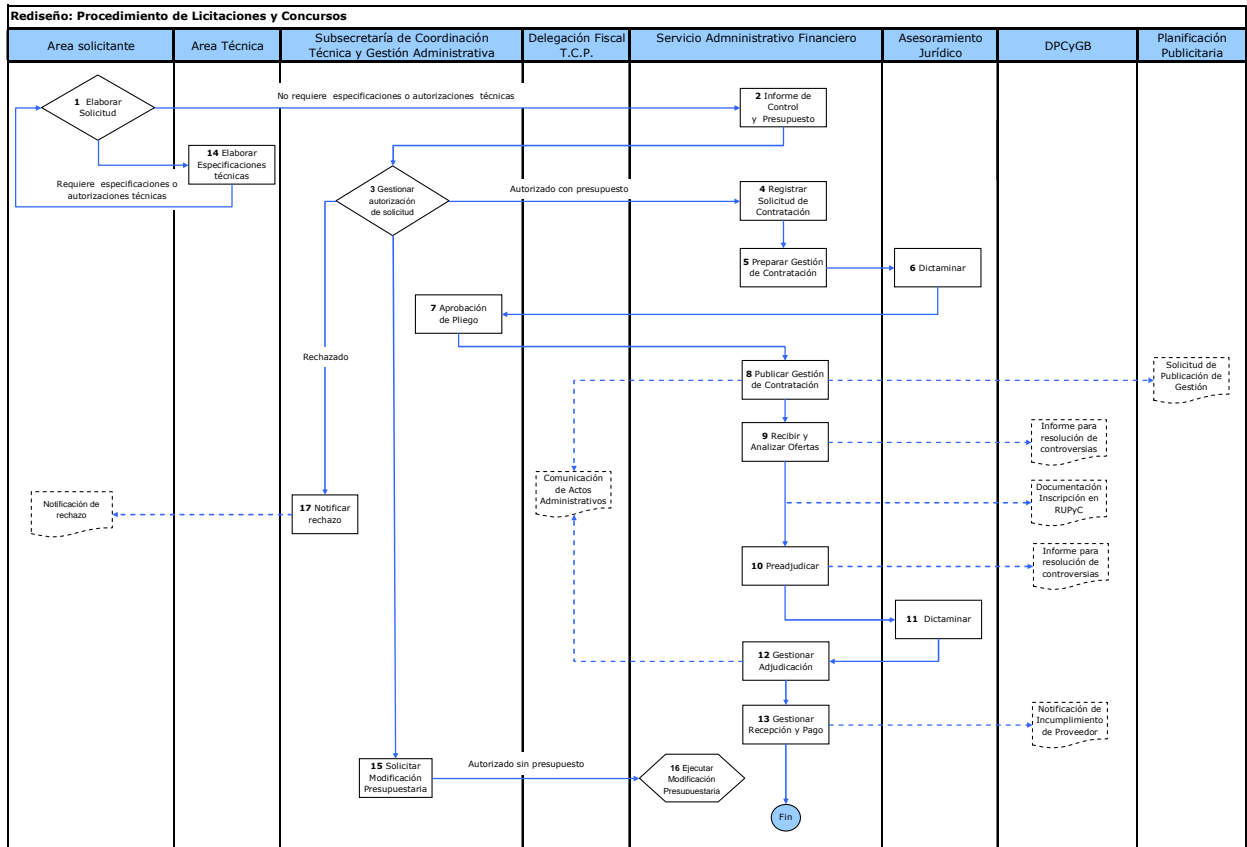 Rediseño: Procedimiento de Licitaciones y Concursos
Area solicitante
Area Técnica
Subsecretaría de Coordinación
Técnica y Gestión Administrativa
Delegación Fiscal
T.C.P.
Servicio Admninistrativo Financiero
Asesoramiento
Jurídico
DPCyGB
Planificación
Publicitaria
1 Elaborar
Solicitud
No requiere especificaciones o autorizaciones técnicas
2 Informe de
Control
y Presupuesto
14 Elaborar
Especificaciones
técnicas
Requiere especificaciones o
autorizaciones técnicas
3 Gestionar
autorización
de solicitud
Autorizado con presupuesto
4 Registrar
Solicitud de
Contratación
5 Preparar Gestión
de Contratación
6 Dictaminar
7 Aprobación
de Pliego
Rechazado
8 Publicar Gestión
de Contratación
Solicitud de
Publicación de
Gestión
9 Recibir y
Analizar Ofertas
Informe para
resolución de
controversias
Comunicación
de Actos
Administrativos
Documentación
Inscripción en
RUPyC
Notificación de
rechazo
17 Notificar
rechazo
10 Preadjudicar
Informe para
resolución de
controversias
11 Dictaminar
12 Gestionar
Adjudicación
13 Gestionar
Recepción y Pago
Notificación de
Incumplimiento
de Proveedor
15 Solicitar
Modificación
Presupuestaria
Autorizado sin presupuesto
16 Ejecutar
Modificación
Presupuestaria
Fin